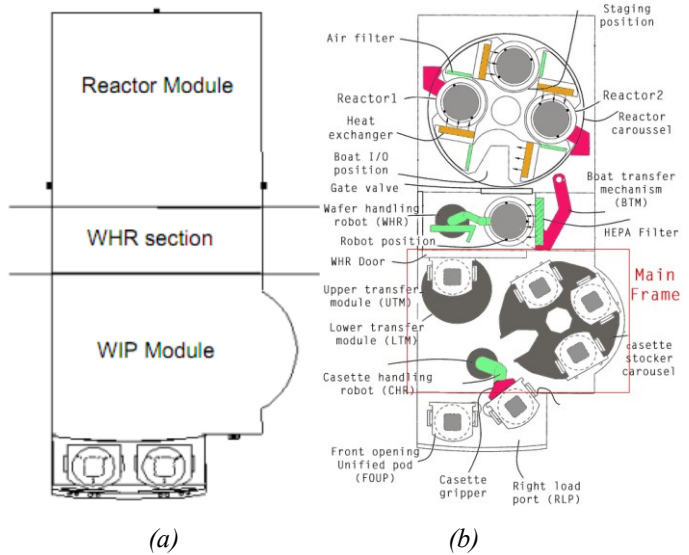 Reactor Module
WHR section
WIP Module
(a)
Staging
position
Air filter
Reactor1
Reactor2
Reactor
caroussel
Heat
exchanger
Boat I/O
position
Gate valve
Boat transfer
mechanism
(BTM)
Wafer handling
robot (WHR)
HEPA Filter
Robot position
WHR Door
Main
Frame
Upper transfer
module (UTM)
Lower transfer
module (LTM)
casette
stocker
carousel
Casette handling
robot (CHR)
Front opening
Unified pod
(FOUP)
Casette
gripper
Right load
port (RLP)
(b)